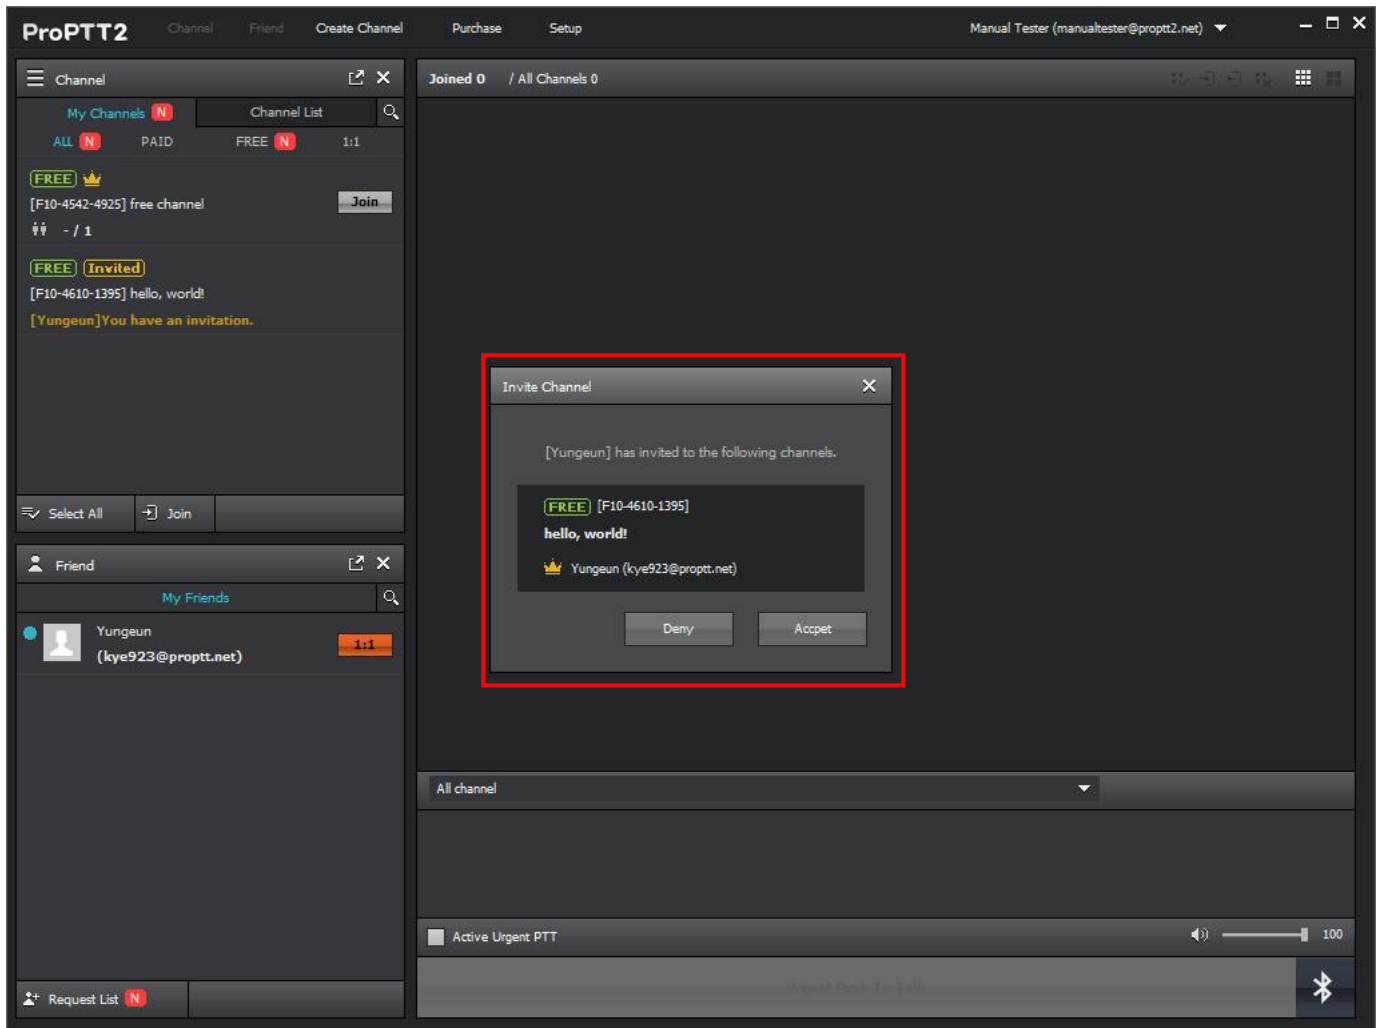 ProPTT2 Channel Friend Create Channel Purchase Setup Manual Tester (manualtester@proptt2.net)
Channel
My Channels N Channel List
ALL N PAID FREE N 1:1
FREE
[F10-4542-4925] free channel Join
- / 1
FREE Invited
[F10-4610-1395] hello, world!
[Yungeun]You have an invitation.
Select All Join
Friend
My Friends
Yungeun
(kye923@proptt.net) 1:1
Request List N
Joined 0 / All Channels 0
Invite Channel
[Yungeun] has invited to the following channels.
FREE [F10-4610-1395]
hello, world!
Yungeun (kye923@proptt.net)
Deny Accpet
All channel
Active Urgent PTT 100
Urgent Push-To-Talk